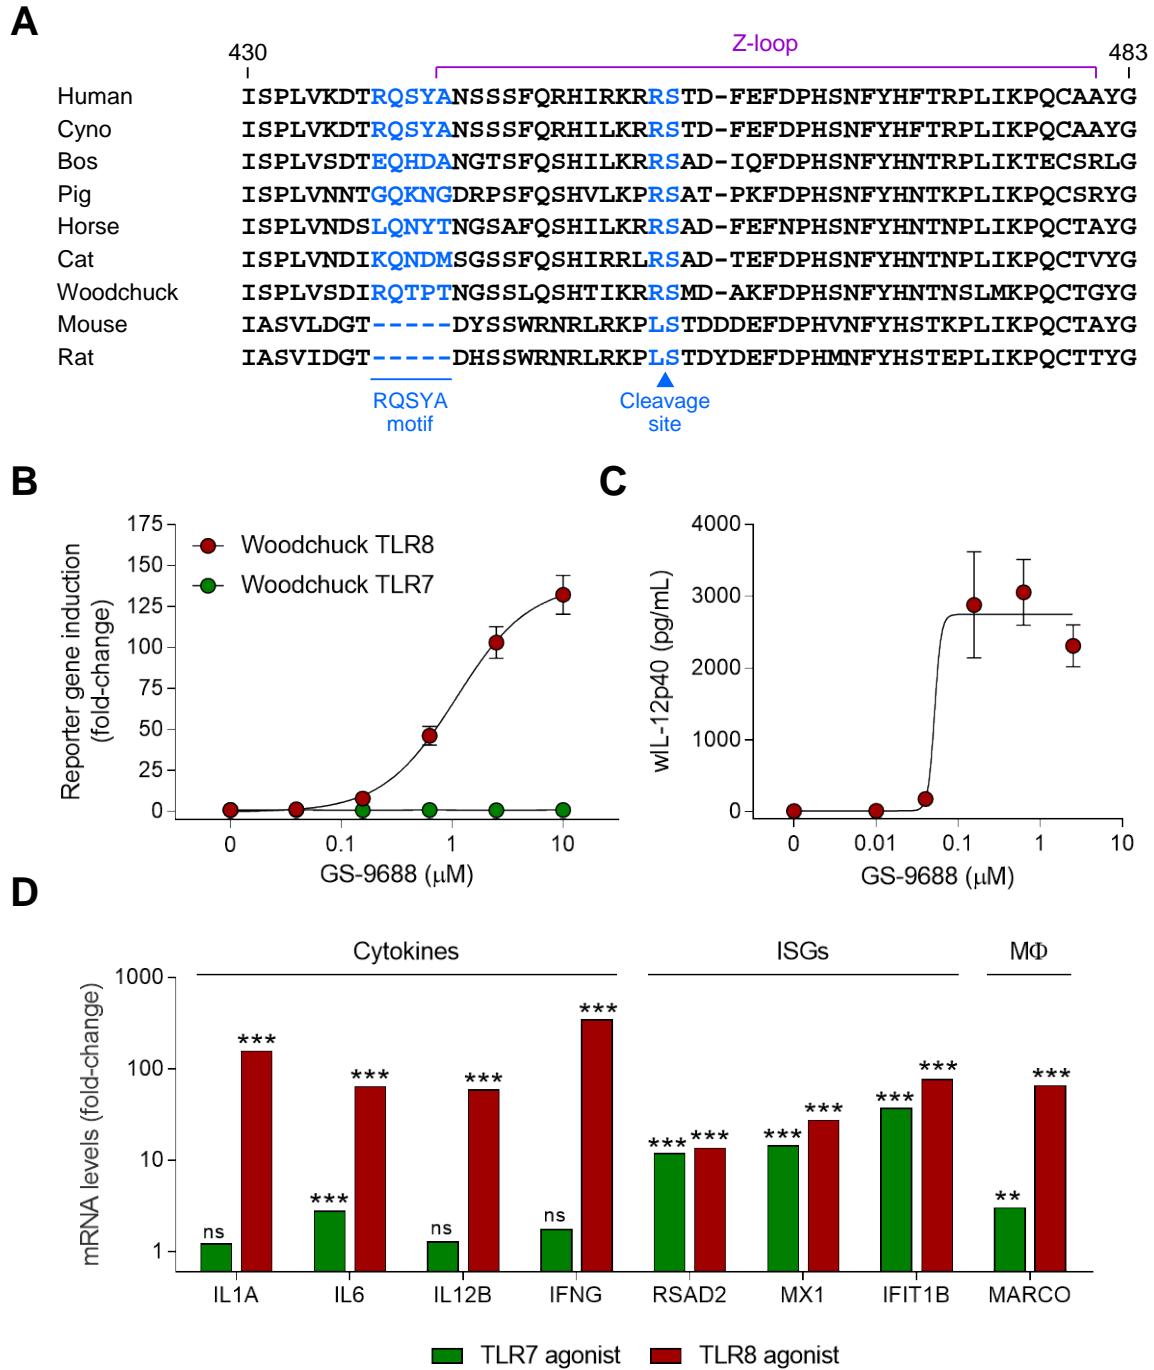 A
430 Z-loop 483
Human ISPLVKDTRQSYANSSSFQRHIRKRRSTD-FEFDPHSNFYHFTRPLIKPQCAAYG
Cyno ISPLVKDTRQSYANSSSFQRHILKRRSTD-FEFDPHSNFYHFTRPLIKPQCAAYG
Bos ISPLVSDTEQHDANGTSFQSHILKRRSAD-IQFDPHSNFYHNTRPLIKTECSRLG
Pig ISPLVNNTGQKNGDRPSFQSHVLKPRSAT-PKFDPHSNFYHNTKPLIKPQCSRYG
Horse ISPLVNDSLQNYTNGSAFQSHILKRRSAD-FEFNPHSNFYHNTNPLIKPQCTAYG
Cat ISPLVNDIKQNDMSGSSFQSHIRRLRSAD-TEFDPHSNFYHNTNPLIKPQCTVYG
Woodchuck ISPLVSDIRQTPTNGSSLQSHTIKRRSMD-AKFDPHSNFYHNTNSLMKPQCTGYG
Mouse IASVLDGT-----DYSSWRNRLRKPLSTDDDEFDPHVNFYHSTKPLIKPQCTAYG
Rat IASVIDGT-----DHSSWRNRLRKPLSTDYDEFDPHMNFYHSTEPLIKPQCTTYG
RQSYA
motif
Cleavage
site
B
Reporter gene induction
(fold-change)
175
150
125
100
75
50
25
0
Woodchuck TLR8
Woodchuck TLR7
0 0.1 1 10
GS-9688 (μM)
C
wIL-12p40 (pg/mL)
4000
3000
2000
1000
0
0 0.01 0.1 1 10
GS-9688 (μM)
D
Cytokines ISGs MΦ
mRNA levels (fold-change)
1000
100
10
1
ns *** *** *** ns *** ns *** *** *** *** *** *** *** ** ***
IL1A IL6 IL12B IFNG RSAD2 MX1 IFIT1B MARCO
TLR7 agonist TLR8 agonist